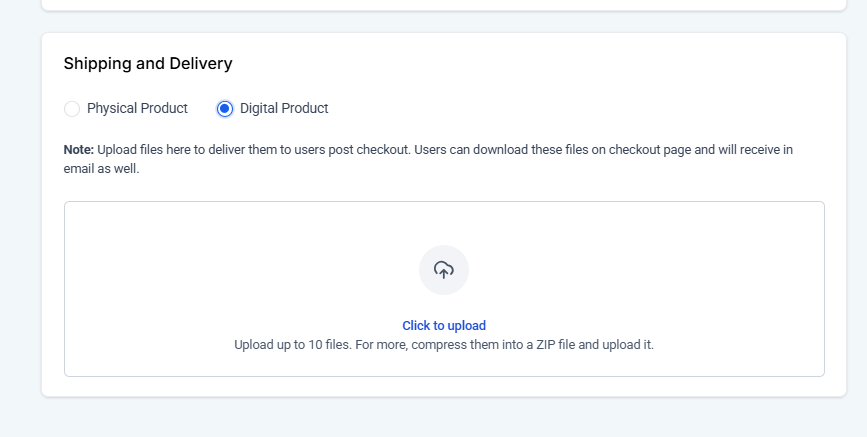 Shipping and Delivery
Physical Product
Digital Product
Note: Upload files here to deliver them to users post checkout. Users can download these files on checkout page and will receive in
email as well.
Click to upload
Upload up to 10 files. For more, compress them into a ZIP file and upload it.